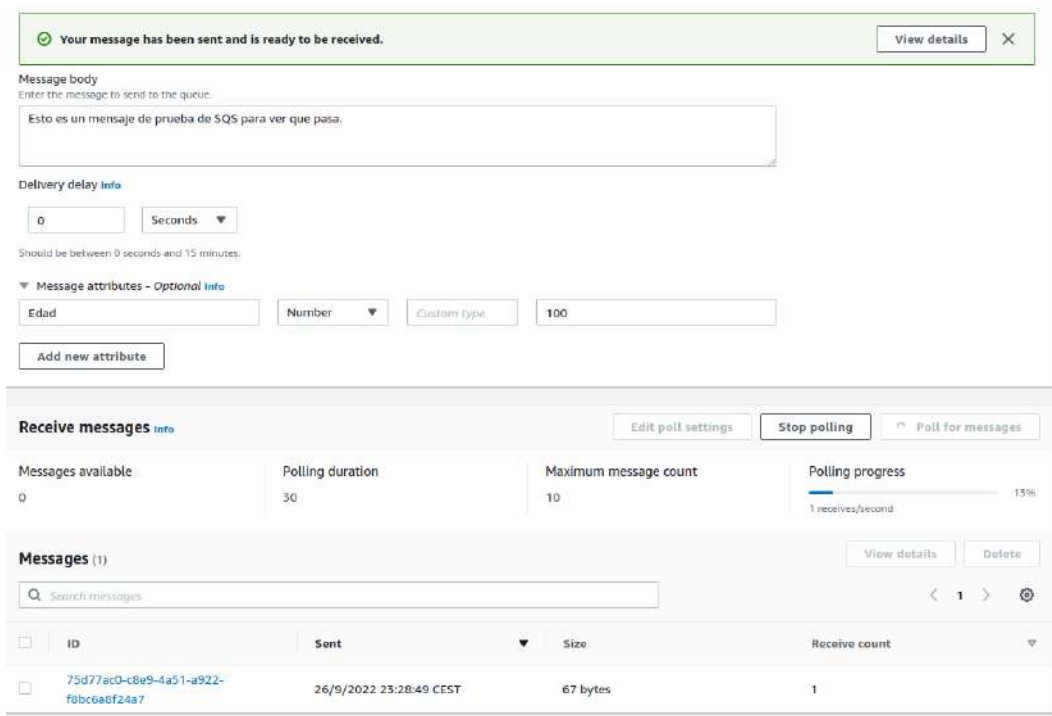 Your message has been sent and is ready to be received. View details
Message body
Enter the message to send to the queue.
Esto es un mensaje de prueba de SQS para ver que pasa.
Delivery delay Info
0 Seconds
Should be between 0 seconds and 15 minutes.
Message attributes - Optional Info
Edad Number Custom type 100
Add new attribute
Receive messages Info Edit poll settings Stop polling Poll for messages
Messages available Polling duration Maximum message count Polling progress
0 30 10 13%
1 receives/second
Messages (1) View details Delete
Search messages 1
ID Sent Size Receive count
75d77ac0-c8e9-4a51-a922-
f8bc6a8f24a7 26/9/2022 23:28:49 CEST 67 bytes 1